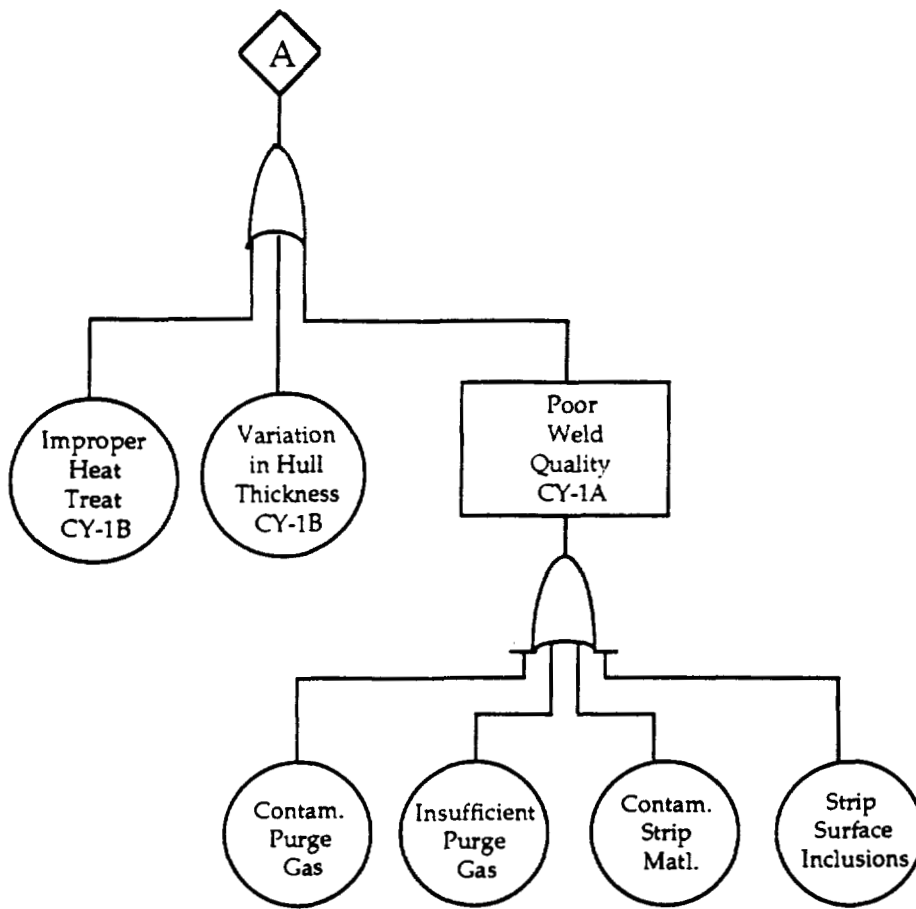 A
Improper
Heat
Treat
CY-1B
Variation
in Hull
Thickness
CY-1B
Poor
Weld
Quality
CY-1A
Contam.
Purge
Gas
Insufficient
Purge
Gas
Contam.
Strip
Matl.
Strip
Surface
Inclusions